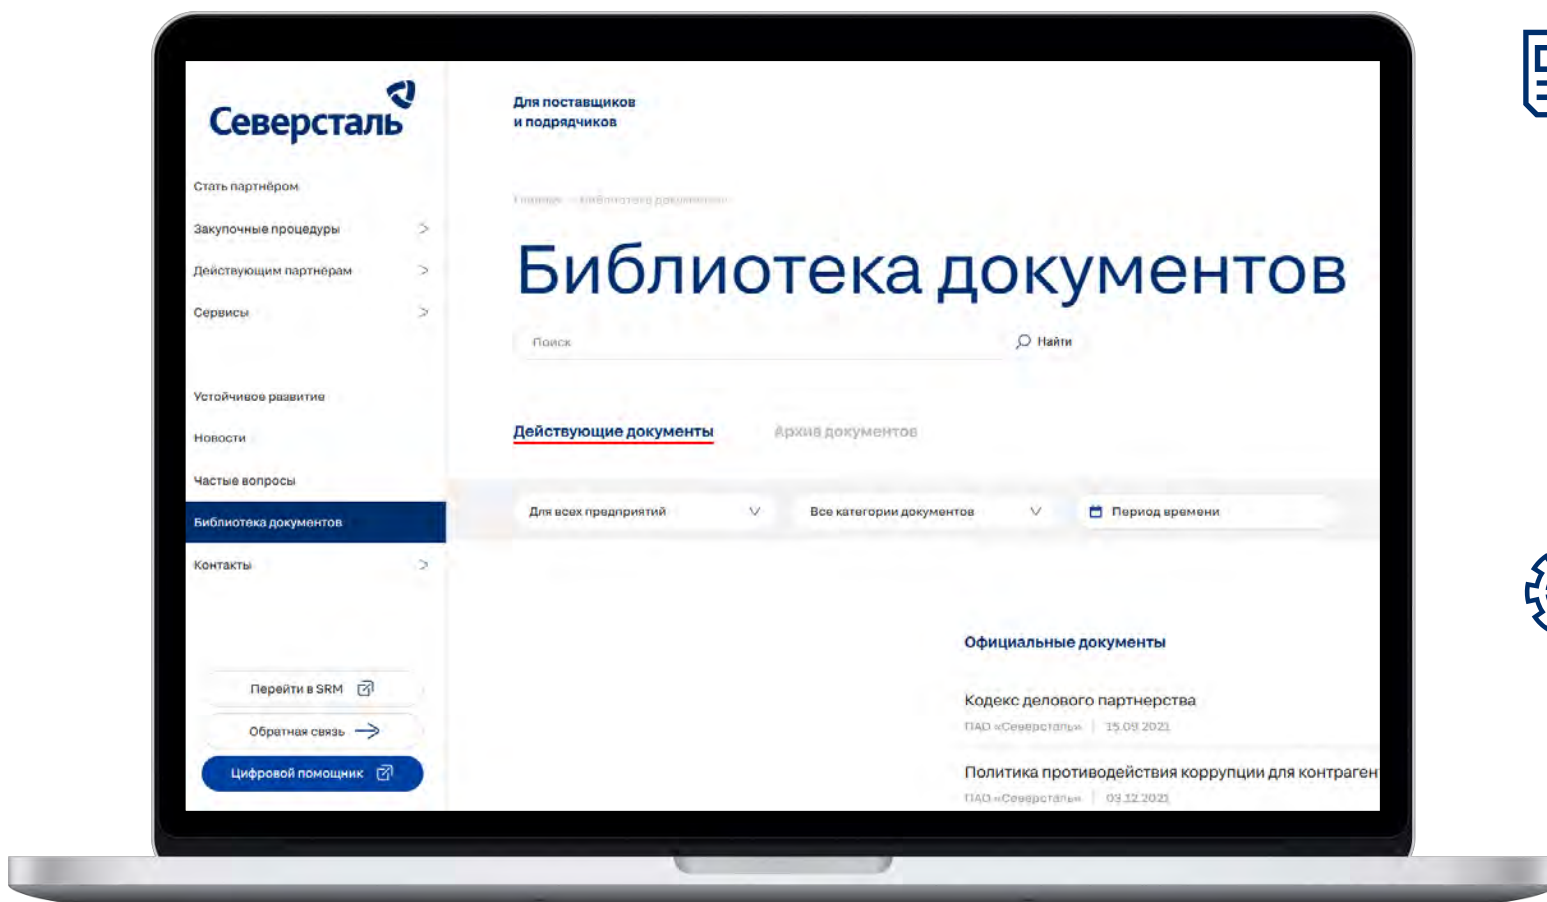 Северсталь
Для поставщиков
и подрядчиков
Стать партнёром
Закупочные процедуры
Действующим партнёрам
Сервисы
Устойчивое развитие
Новости
Частые вопросы
Библиотека документов
Контакты
Перейти в SRM
Обратная связь
Цифровой помощник
Главная — Библиотека документов
Библиотека документов
Поиск
Найти
Действующие документы
Архив документов
Для всех предприятий
Все категории документов
Период времени
Официальные документы
Кодекс делового партнерства
ПАО «Северсталь» | 15.09.2021
Политика противодействия коррупции для контраген
ПАО «Северсталь» | 03.12.2021